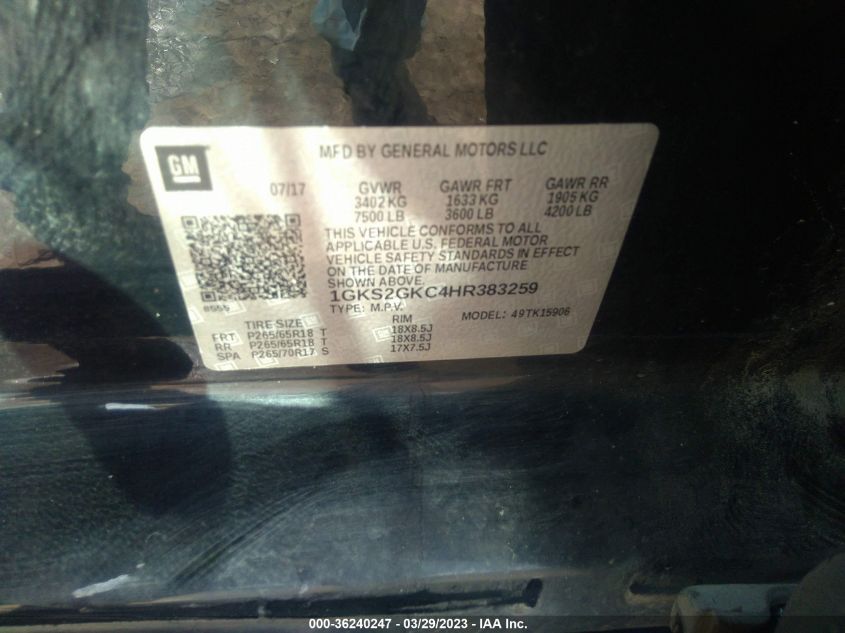 GM
MFD BY GENERAL MOTORS LLC
07/17 GVWR GAWR FRT GAWR RR
3402 KG 1633 KG 1905 KG
7500 LB 3600 LB 4200 LB
THIS VEHICLE CONFORMS TO ALL
APPLICABLE U.S. FEDERAL MOTOR
VEHICLE SAFETY STANDARDS IN EFFECT
ON THE DATE OF MANUFACTURE
SHOWN ABOVE.
1GKS2GKC4HR383259
TYPE: M.P.V. MODEL: 49TK15906
TIRE SIZE RIM
FRT P265/65R18 T 18X8.5J
RR P265/65R18 T 18X8.5J
SPA P265/70R17 S 17X7.5J
000-36240247 - 03/29/2023 - IAA Inc.